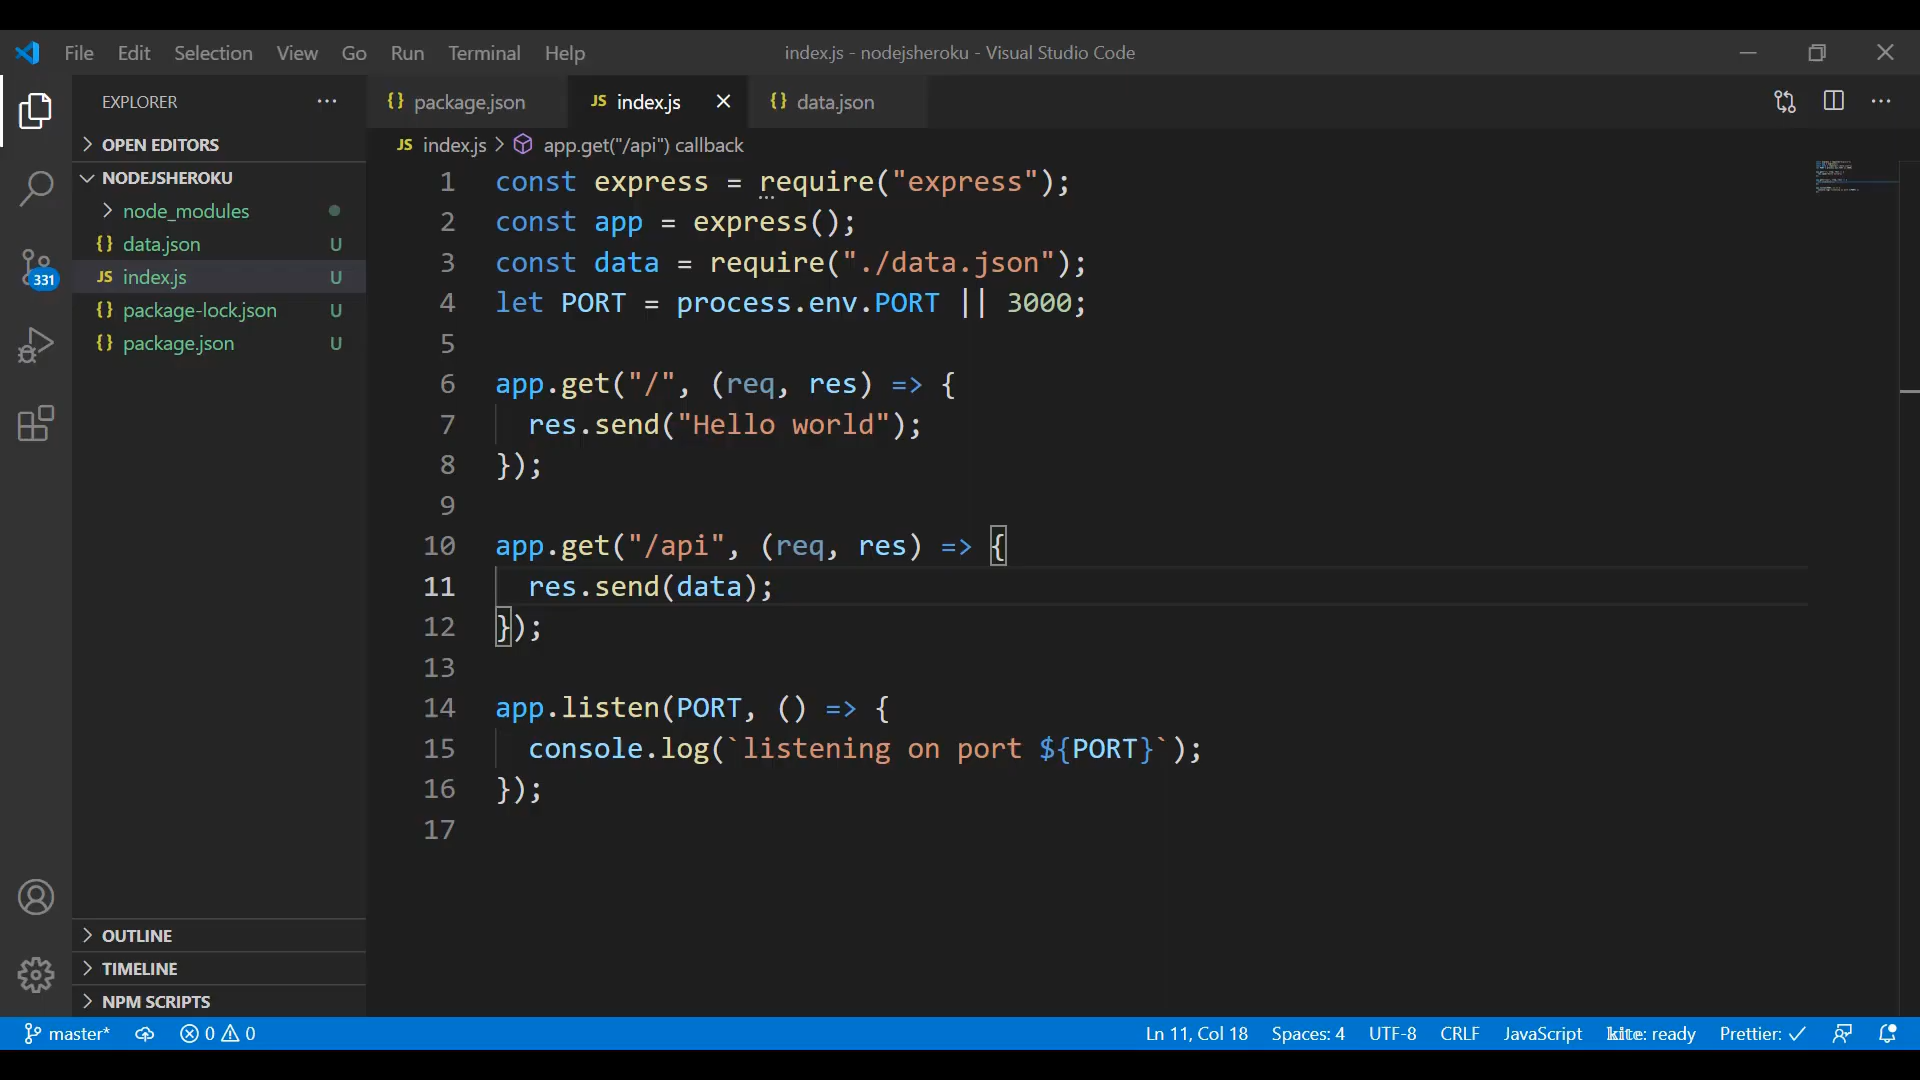 File Edit Selection View Go Run Terminal Help
index.js - nodejsheroku - Visual Studio Code
EXPLORER
OPEN EDITORS
NODEJSHEROKU
node_modules
{} data.json U
JS index.js U
{} package-lock.json U
{} package.json U
331
OUTLINE
TIMELINE
NPM SCRIPTS
{} package.json JS index.js {} data.json
JS index.js > app.get("/api") callback
1 const express = require("express");
2 const app = express();
3 const data = require("./data.json");
4 let PORT = process.env.PORT || 3000;
5
6 app.get("/", (req, res) => {
7 res.send("Hello world");
8 });
9
10 app.get("/api", (req, res) => {
11 res.send(data);
12 });
13
14 app.listen(PORT, () => {
15 console.log(`listening on port ${PORT}`);
16 });
17
master* 0 0 Ln 11, Col 18 Spaces: 4 UTF-8 CRLF JavaScript kite: ready Prettier: ✓